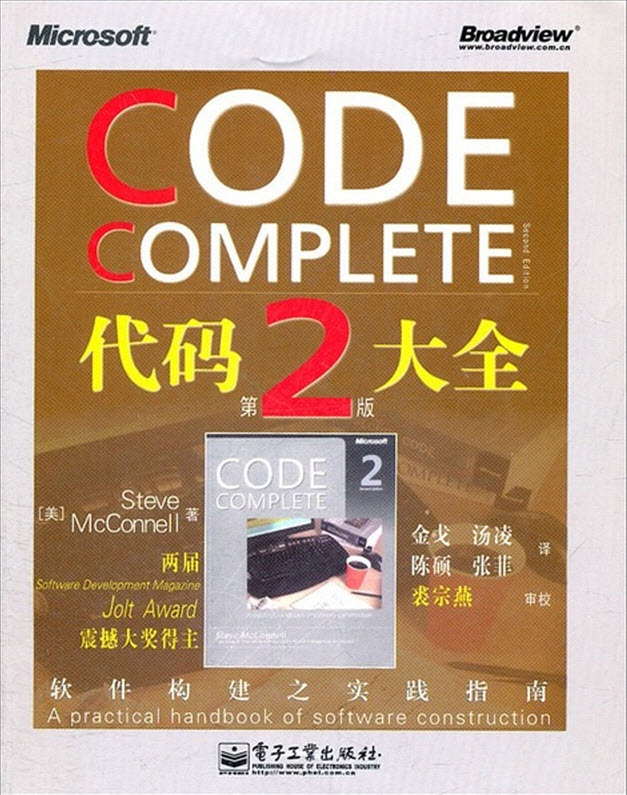 Microsoft®
Broadview®
www.broadview.com.cn
CODE
COMPLETE
Second Edition
代码2大全
第 版
[美] Steve McConnell 著
两届
Software Development Magazine
Jolt Award
震撼大奖得主
Microsoft
2
CODE
COMPLETE
Steve McConnell
金戈 汤凌
陈硕 张菲 译
裘宗燕 审校
软件构建之实践指南
A practical handbook of software construction
電子工業出版社
PUBLISHING HOUSE OF ELECTRONICS INDUSTRY
http://www.phei.com.cn